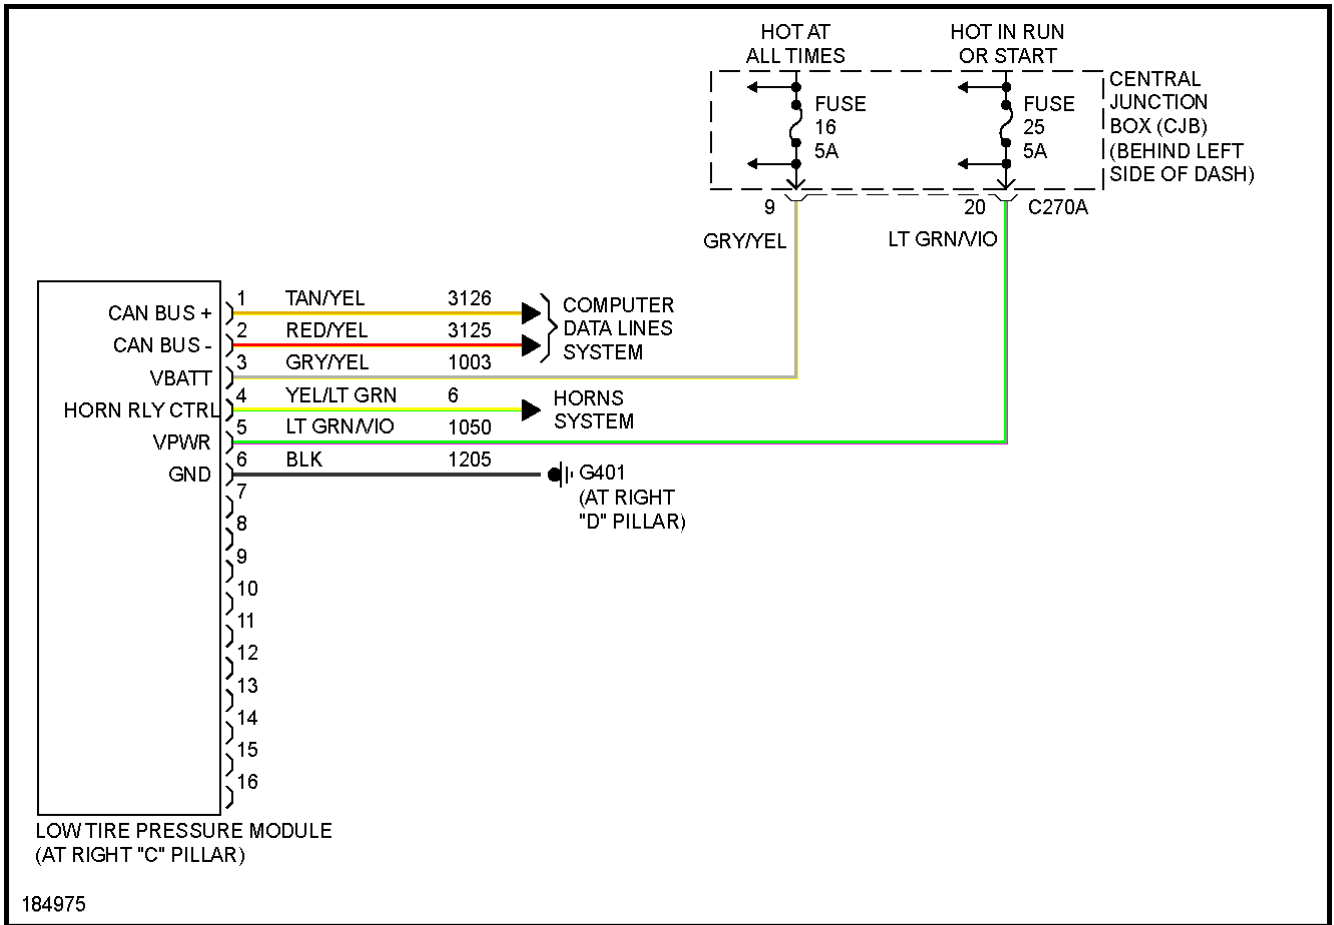 HOT AT
ALL TIMES
HOT IN RUN
OR START
FUSE
16
5A
FUSE
25
5A
CENTRAL
JUNCTION
BOX (CJB)
(BEHIND LEFT
SIDE OF DASH)
9
20
C270A
GRY/YEL
LT GRN/VIO
CAN BUS +
1
TAN/YEL
3126
CAN BUS -
2
RED/YEL
3125
COMPUTER
DATA LINES
SYSTEM
VBATT
3
GRY/YEL
1003
HORN RLY CTRL
4
YEL/LT GRN
6
HORNS
SYSTEM
VPWR
5
LT GRN/VIO
1050
GND
6
BLK
1205
G401
(AT RIGHT
"D" PILLAR)
7
8
9
10
11
12
13
14
15
16
LOW TIRE PRESSURE MODULE
(AT RIGHT "C" PILLAR)
184975